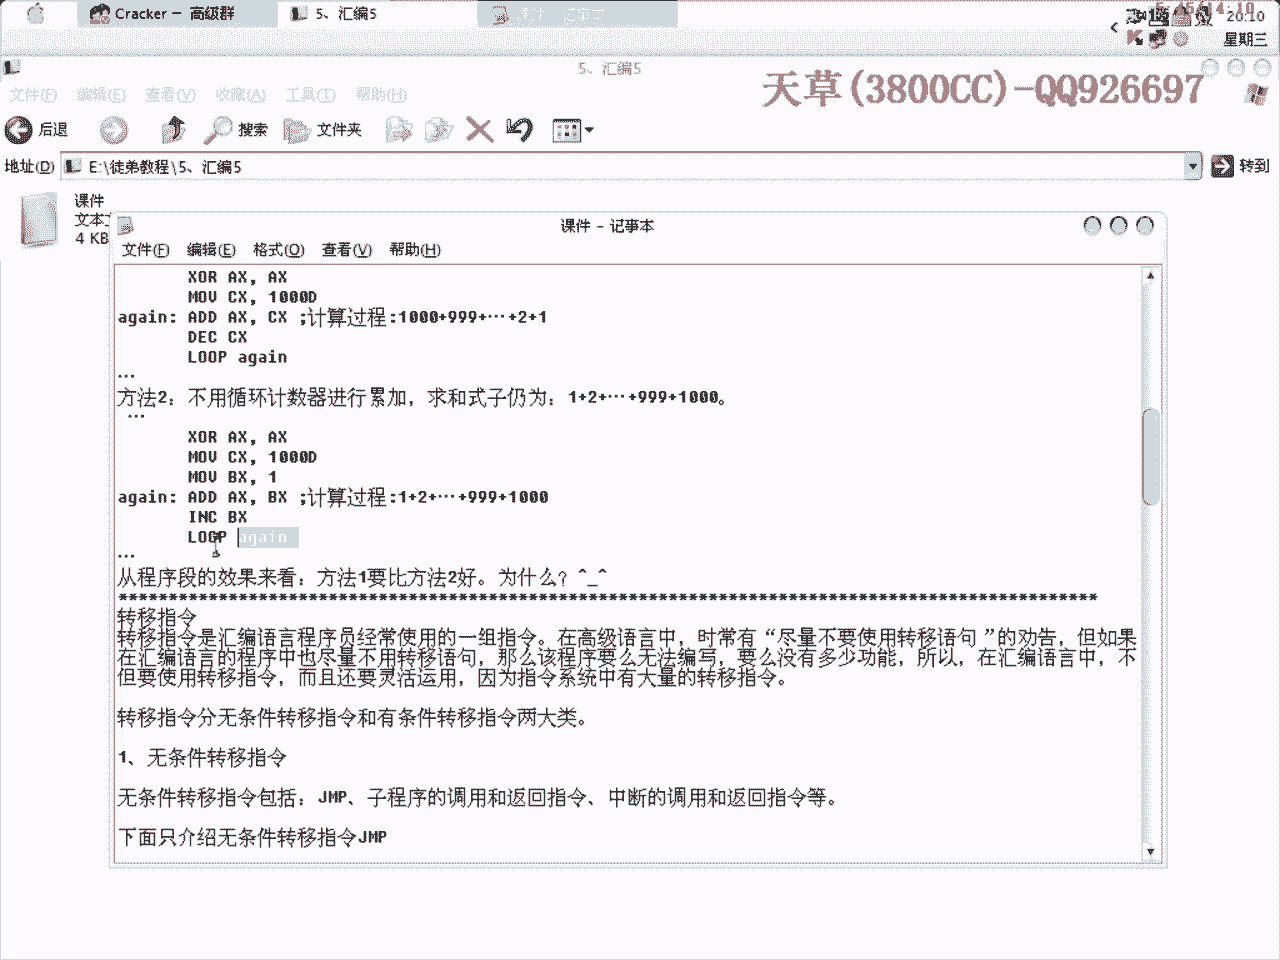 Cracker - 高级群
5、汇编5
20:10
星期三
5、汇编5
天草(3800CC)-QQ926697
文件(F) 编辑(E) 查看(V) 收藏(A) 工具(T) 帮助(H)
后退 搜索 文件夹
地址(D) E:\徒弟教程\5、汇编5 转到
课件
文本
4 KB
课件 - 记事本
文件(F) 编辑(E) 格式(O) 查看(V) 帮助(H)
XOR AX, AX
MOV CX, 1000D
again: ADD AX, CX ;计算过程:1000+999+…+2+1
DEC CX
LOOP again
…
方法2：不用循环计数器进行累加，求和式子仍为：1+2+…+999+1000。
…
XOR AX, AX
MOV CX, 1000D
MOV BX, 1
again: ADD AX, BX ;计算过程:1+2+…+999+1000
INC BX
LOOP again
…
从程序段的效果来看：方法1要比方法2好。为什么？^_^
**************************************************************************************************
转移指令
转移指令是汇编语言程序员经常使用的一组指令。在高级语言中，时常有“尽量不要使用转移语句”的劝告，但如果
在汇编语言的程序中也尽量不用转移语句，那么该程序要么无法编写，要么没有多少功能，所以，在汇编语言中，不
但要使用转移指令，而且还要灵活运用，因为指令系统中有大量的转移指令。
转移指令分无条件转移指令和有条件转移指令两大类。
1、无条件转移指令
无条件转移指令包括：JMP、子程序的调用和返回指令、中断的调用和返回指令等。
下面只介绍无条件转移指令JMP